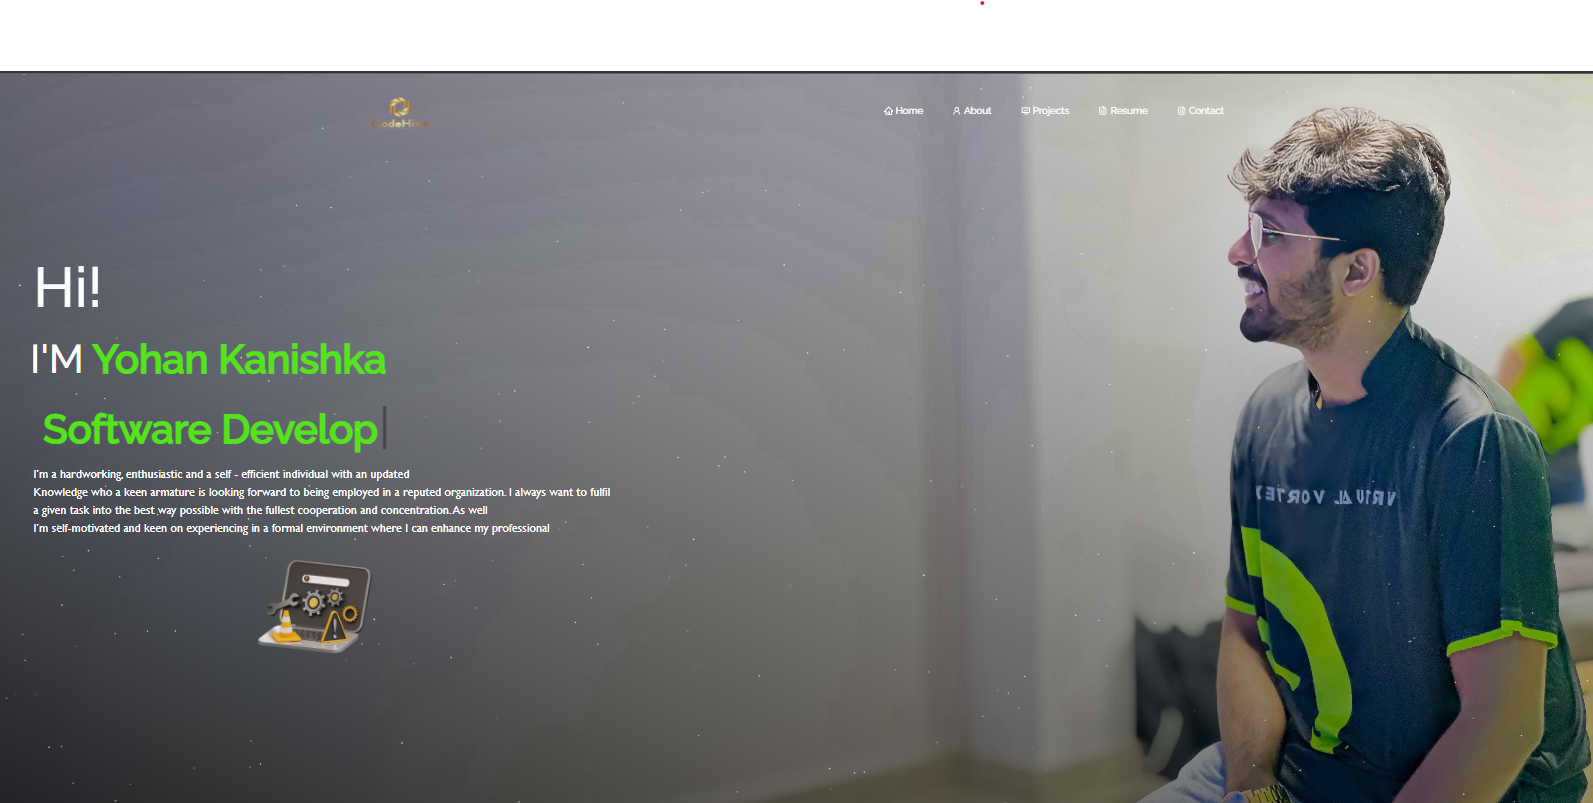 CodeHive
Home About Projects Resume Contact
Hi!
I'M Yohan Kanishka
Software Develop
I'm a hardworking, enthusiastic and a self - efficient individual with an updated
Knowledge who a keen armature is looking forward to being employed in a reputed organization. I always want to fulfil
a given task into the best way possible with the fullest cooperation and concentration. As well
I'm self-motivated and keen on experiencing in a formal environment where I can enhance my professional
VIRTUAL VORTEX